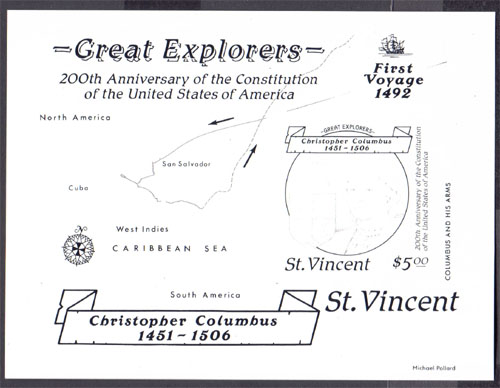 -Great Explorers-
200th Anniversary of the Constitution
of the United States of America
First
Voyage
1492
North America
San Salvador
Cuba
West Indies
CARIBBEAN SEA
South America
N
-GREAT EXPLORERS-
Christopher Columbus
1451-1506
200th Anniversary of the Constitution
of the United States of America
COLUMBUS AND HIS ARMS
St. Vincent
$5.00
St. Vincent
Christopher Columbus
1451-1506
Michael Pollard